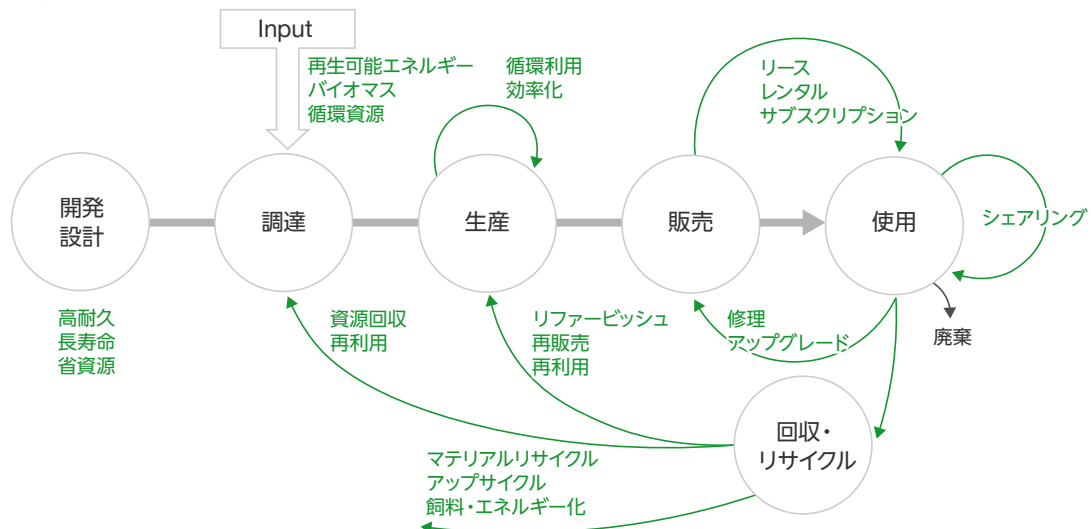 Input
再生可能エネルギー
バイオマス
循環資源
循環利用
効率化
リース
レンタル
サブスクリプション
開発
設計
調達
生産
販売
使用
シェアリング
高耐久
長寿命
省資源
資源回収
再利用
リファービッシュ
再販売
再利用
修理
アップグレード
廃棄
回収・
リサイクル
マテリアルリサイクル
アップサイクル
飼料・エネルギー化